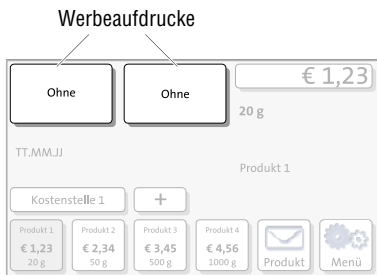 Werbeaufdrucke
Ohne
Ohne
€ 1,23
20 g
TT.MM.JJ
Produkt 1
Kostenstelle 1
+
Produkt 1
€ 1,23
20 g
Produkt 2
€ 2,34
50 g
Produkt 3
€ 3,45
500 g
Produkt 4
€ 4,56
1000 g
Produkt
Menü